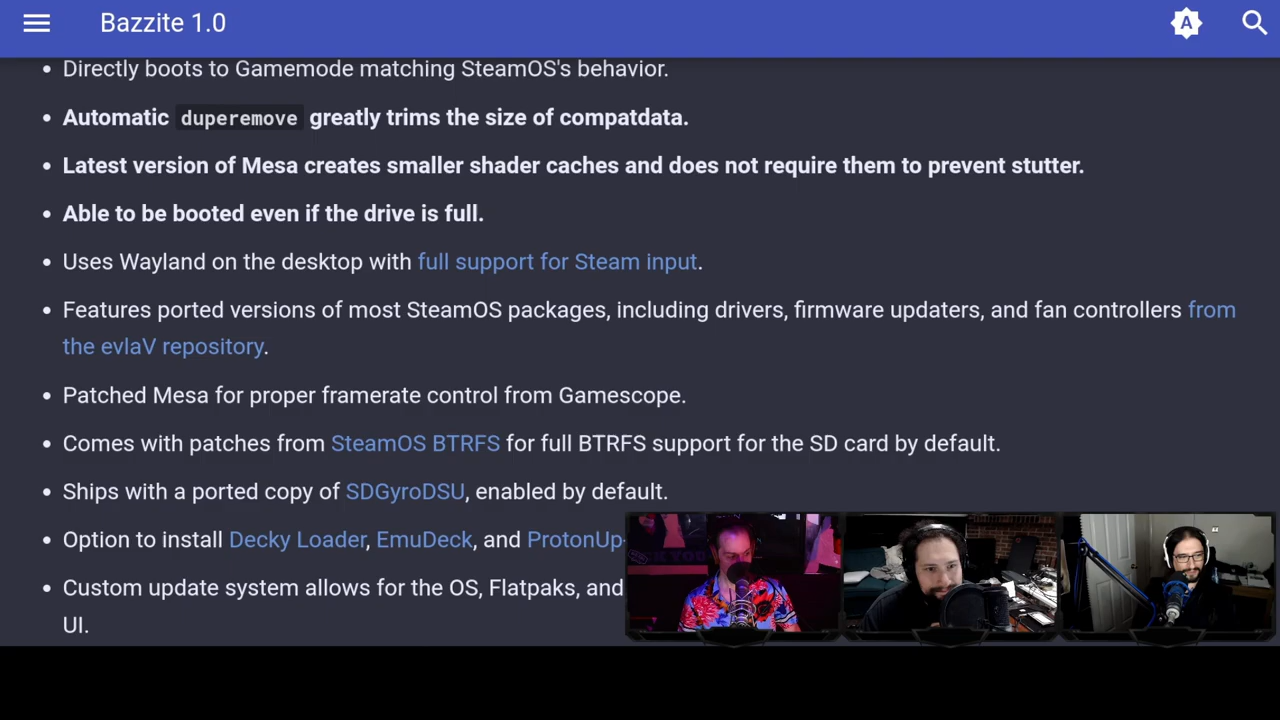 Bazzite 1.0
A
Directly boots to Gamemode matching SteamOS's behavior.
Automatic duperemove greatly trims the size of compatdata.
Latest version of Mesa creates smaller shader caches and does not require them to prevent stutter.
Able to be booted even if the drive is full.
Uses Wayland on the desktop with full support for Steam input.
Features ported versions of most SteamOS packages, including drivers, firmware updaters, and fan controllers from
the evlaV repository.
Patched Mesa for proper framerate control from Gamescope.
Comes with patches from SteamOS BTRFS for full BTRFS support for the SD card by default.
Ships with a ported copy of SDGyroDSU, enabled by default.
Option to install Decky Loader, EmuDeck, and ProtonUp-
Custom update system allows for the OS, Flatpaks, and
UI.